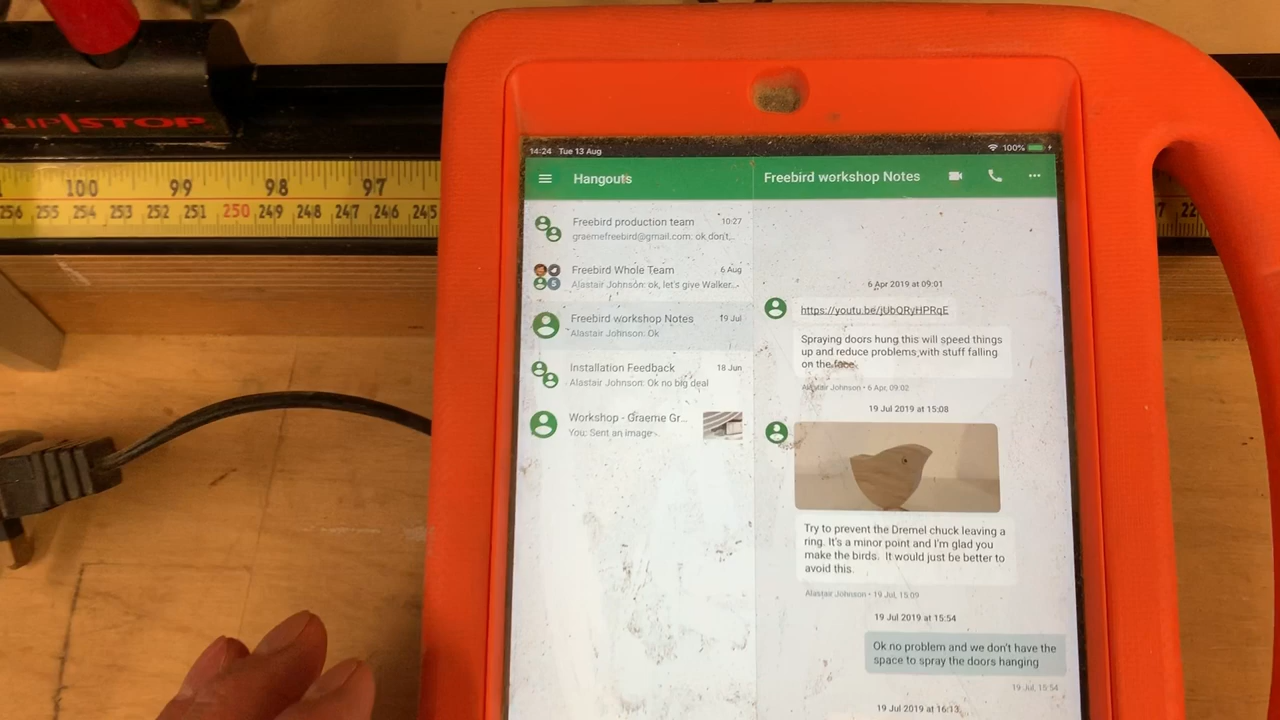 LIP|STOP
100 99 98 97
256 255 254 253 252 251 250 249 248 247 246 245
14:24 Tue 13 Aug
100%
Hangouts
Freebird workshop Notes
Freebird production team 10:27
graemefreebird@gmail.com: ok don't...
Freebird Whole Team 6 Aug
Alastair Johnson: ok, let's give Walker...
S
Freebird workshop Notes 19 Jul
Alastair Johnson: Ok
Installation Feedback 18 Jun
Alastair Johnson: Ok no big deal
Workshop - Graeme Gr...
You: Sent an image
6 Apr 2019 at 09:01
https://youtu.be/jUbQRyHPRqE
Spraying doors hung this will speed things
up and reduce problems with stuff falling
on the face.
Alastair Johnson • 6 Apr, 09:02
19 Jul 2019 at 15:08
Try to prevent the Dremel chuck leaving a
ring. It's a minor point and I'm glad you
make the birds. It would just be better to
avoid this.
Alastair Johnson • 19 Jul, 15:09
19 Jul 2019 at 15:54
Ok no problem and we don't have the
space to spray the doors hanging
19 Jul, 15:54
19 Jul 2019 at 16:13